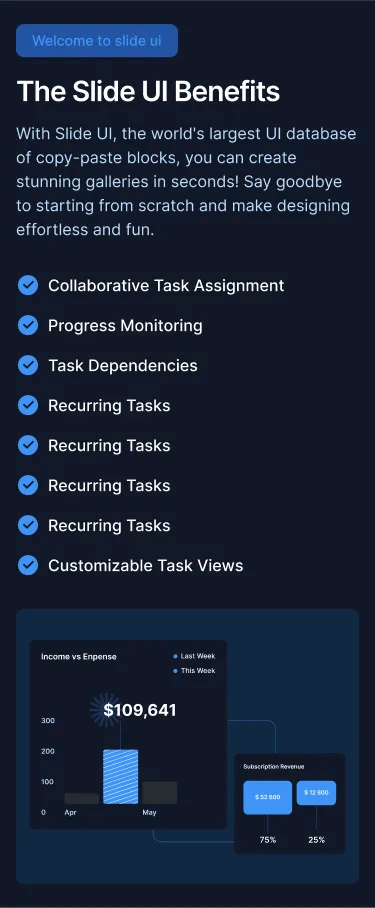 Welcome to slide ui
The Slide UI Benefits
With Slide UI, the world's largest UI database
of copy-paste blocks, you can create
stunning galleries in seconds! Say goodbye
to starting from scratch and make designing
effortless and fun.
Collaborative Task Assignment
Progress Monitoring
Task Dependencies
Recurring Tasks
Recurring Tasks
Recurring Tasks
Recurring Tasks
Customizable Task Views
Income vs Enpense
Last Week
This Week
$109,641
300
200
100
0
Apr
May
Subscription Revenue
$ 53 600
$ 12 800
75%
25%